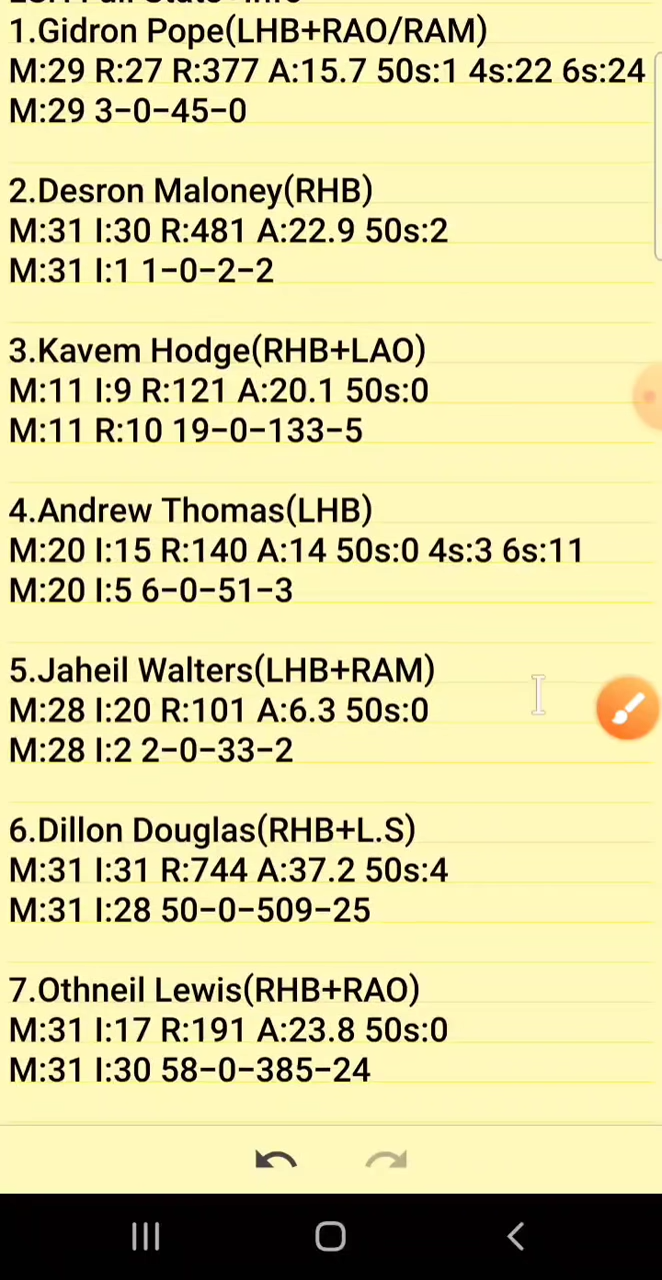 1.Gidron Pope(LHB+RAO/RAM)
M:29 R:27 R:377 A:15.7 50s:1 4s:22 6s:24
M:29 3-0-45-0
2.Desron Maloney(RHB)
M:31 I:30 R:481 A:22.9 50s:2
M:31 I:1 1-0-2-2
3.Kavem Hodge(RHB+LAO)
M:11 I:9 R:121 A:20.1 50s:0
M:11 R:10 19-0-133-5
4.Andrew Thomas(LHB)
M:20 I:15 R:140 A:14 50s:0 4s:3 6s:11
M:20 I:5 6-0-51-3
5.Jaheil Walters(LHB+RAM)
M:28 I:20 R:101 A:6.3 50s:0
M:28 I:2 2-0-33-2
6.Dillon Douglas(RHB+L.S)
M:31 I:31 R:744 A:37.2 50s:4
M:31 I:28 50-0-509-25
7.Othneil Lewis(RHB+RAO)
M:31 I:17 R:191 A:23.8 50s:0
M:31 I:30 58-0-385-24